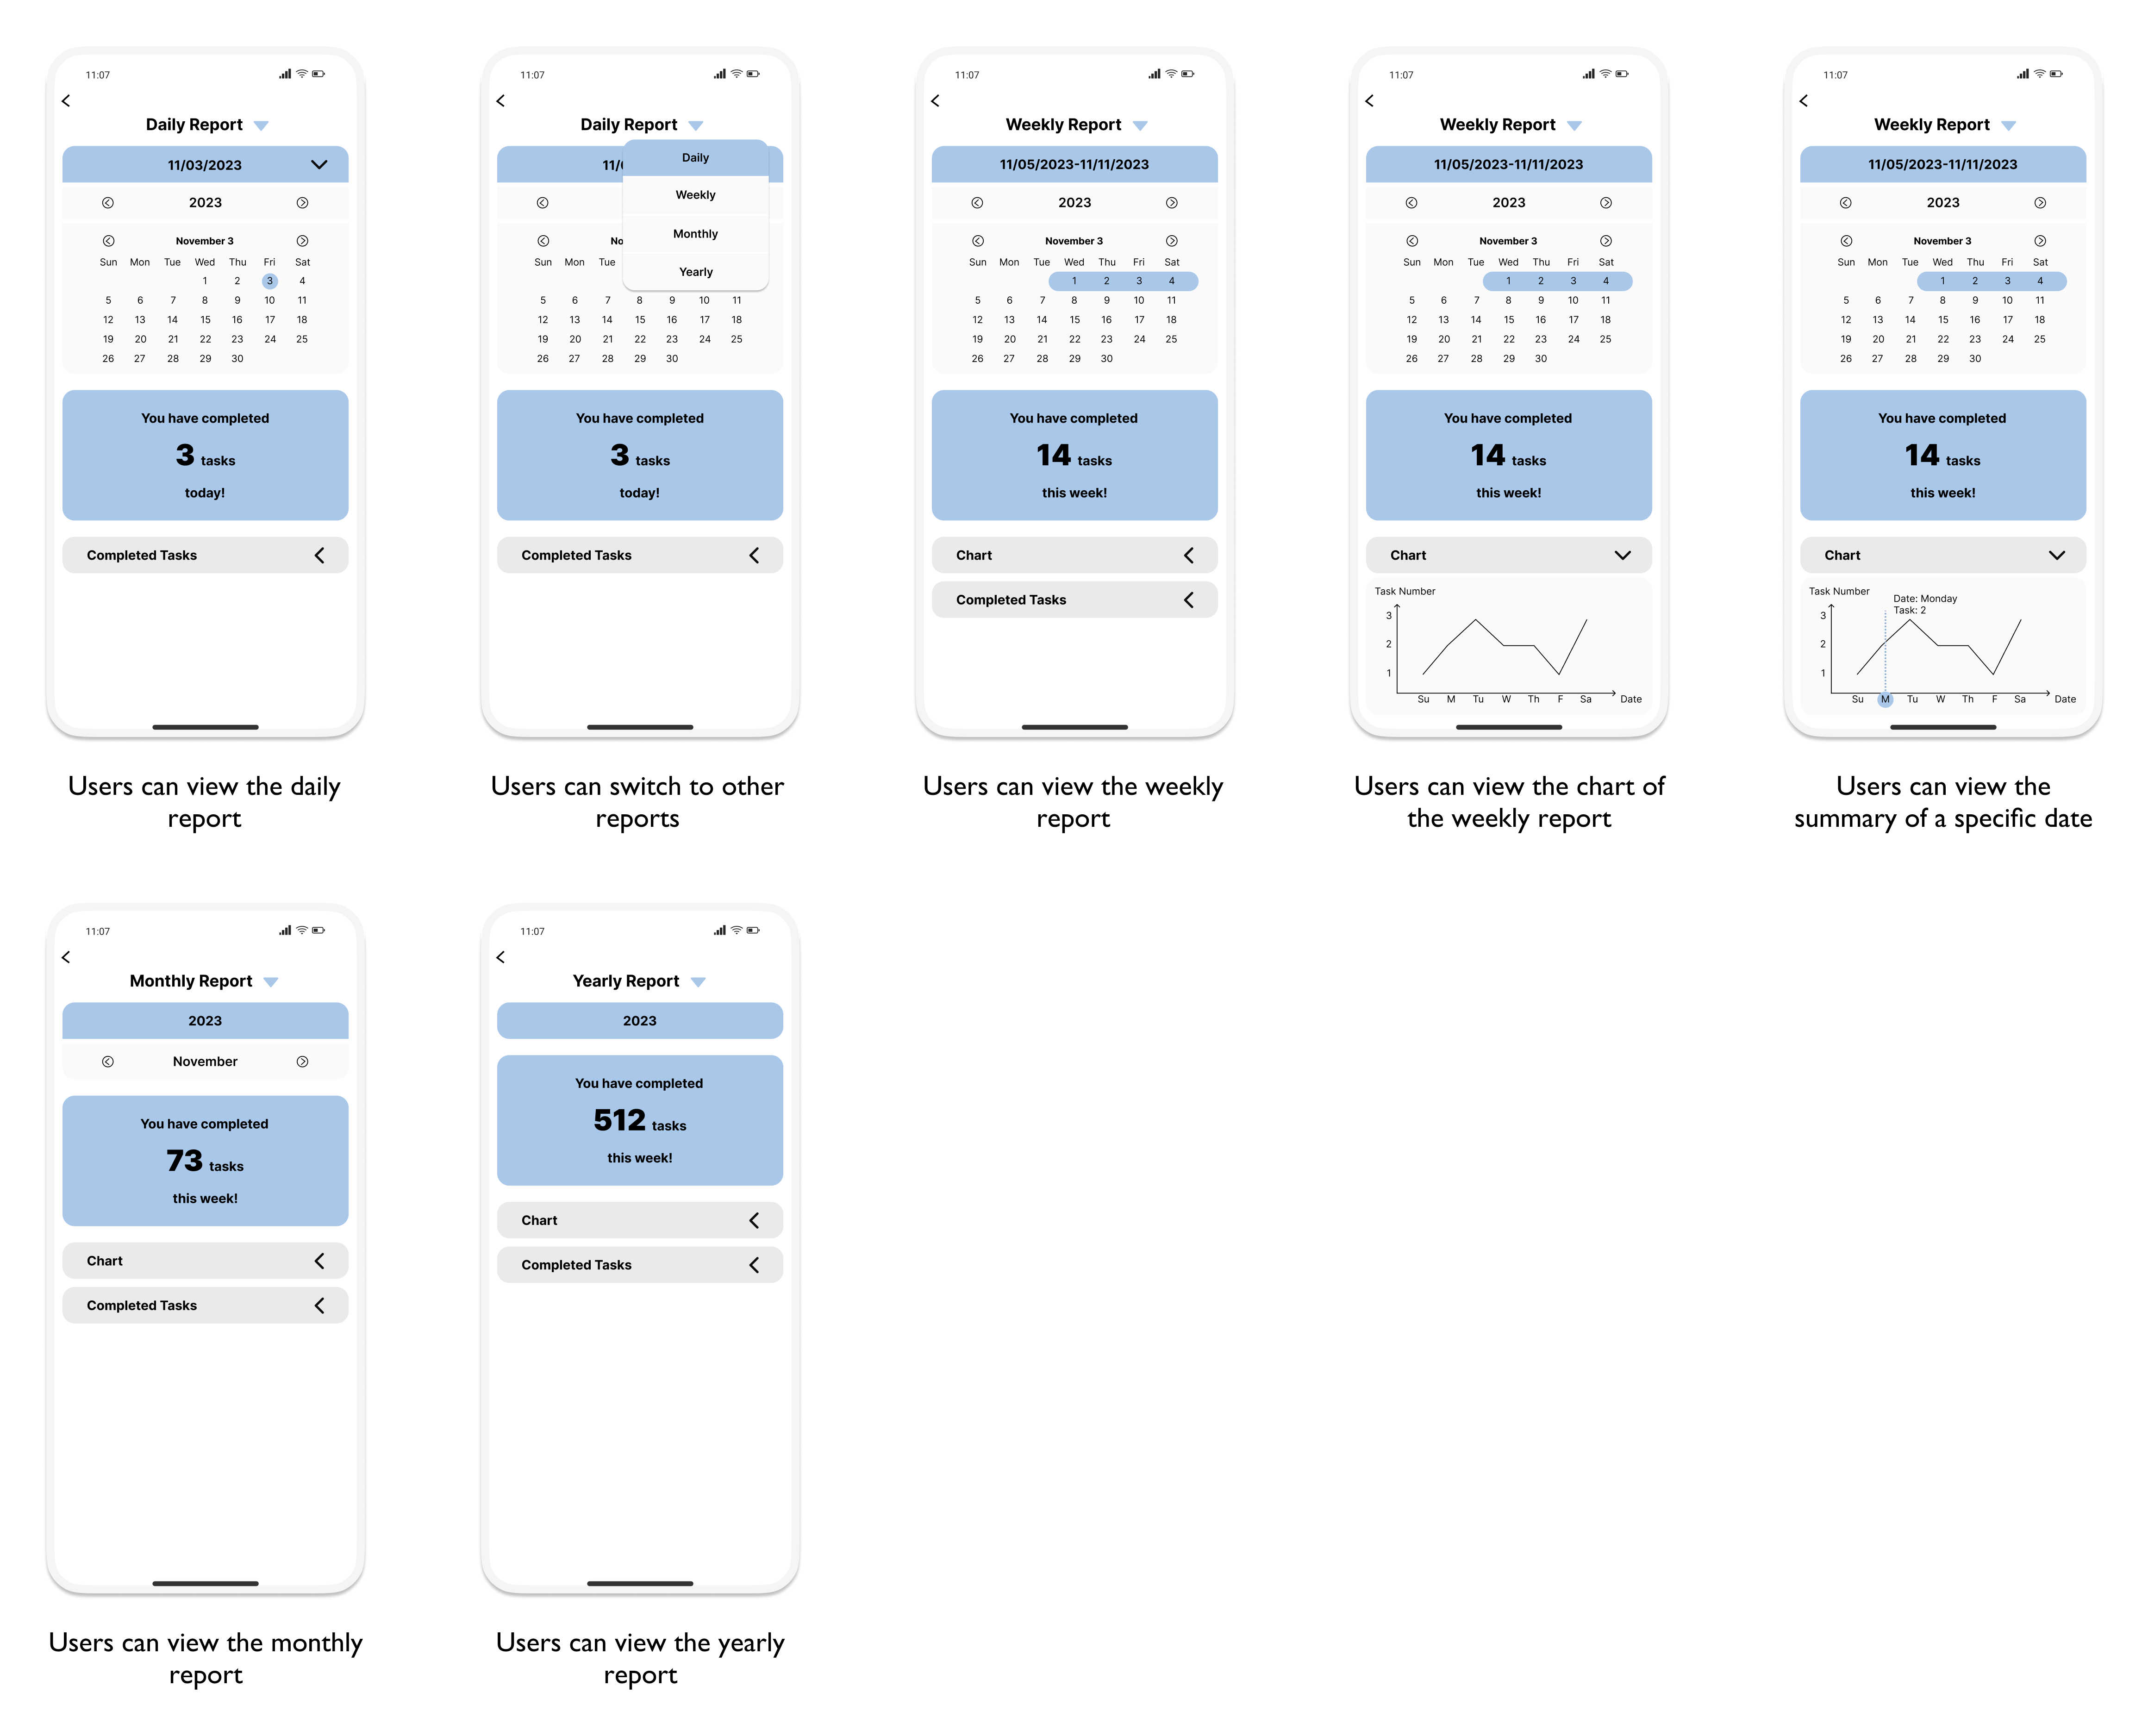 11:07
Daily Report
11/03/2023
2023
November 3
Sun Mon Tue Wed Thu Fri Sat
1 2 3 4
5 6 7 8 9 10 11
12 13 14 15 16 17 18
19 20 21 22 23 24 25
26 27 28 29 30
You have completed
3 tasks
today!
Completed Tasks
Users can view the daily
report
11:07
Daily Report
11/0
Daily
Weekly
No
Monthly
Sun Mon Tue
Yearly
5 6 7 8 9 10 11
12 13 14 15 16 17 18
19 20 21 22 23 24 25
26 27 28 29 30
You have completed
3 tasks
today!
Completed Tasks
Users can switch to other
reports
11:07
Weekly Report
11/05/2023-11/11/2023
2023
November 3
Sun Mon Tue Wed Thu Fri Sat
1 2 3 4
5 6 7 8 9 10 11
12 13 14 15 16 17 18
19 20 21 22 23 24 25
26 27 28 29 30
You have completed
14 tasks
this week!
Chart
Completed Tasks
Users can view the weekly
report
11:07
Weekly Report
11/05/2023-11/11/2023
2023
November 3
Sun Mon Tue Wed Thu Fri Sat
1 2 3 4
5 6 7 8 9 10 11
12 13 14 15 16 17 18
19 20 21 22 23 24 25
26 27 28 29 30
You have completed
14 tasks
this week!
Chart
Task Number
3
2
1
Su M Tu W Th F Sa Date
Users can view the chart of
the weekly report
11:07
Weekly Report
11/05/2023-11/11/2023
2023
November 3
Sun Mon Tue Wed Thu Fri Sat
1 2 3 4
5 6 7 8 9 10 11
12 13 14 15 16 17 18
19 20 21 22 23 24 25
26 27 28 29 30
You have completed
14 tasks
this week!
Chart
Task Number
Date: Monday
Task: 2
3
2
1
Su M Tu W Th F Sa Date
Users can view the
summary of a specific date
11:07
Monthly Report
2023
November
You have completed
73 tasks
this week!
Chart
Completed Tasks
Users can view the monthly
report
11:07
Yearly Report
2023
You have completed
512 tasks
this week!
Chart
Completed Tasks
Users can view the yearly
report